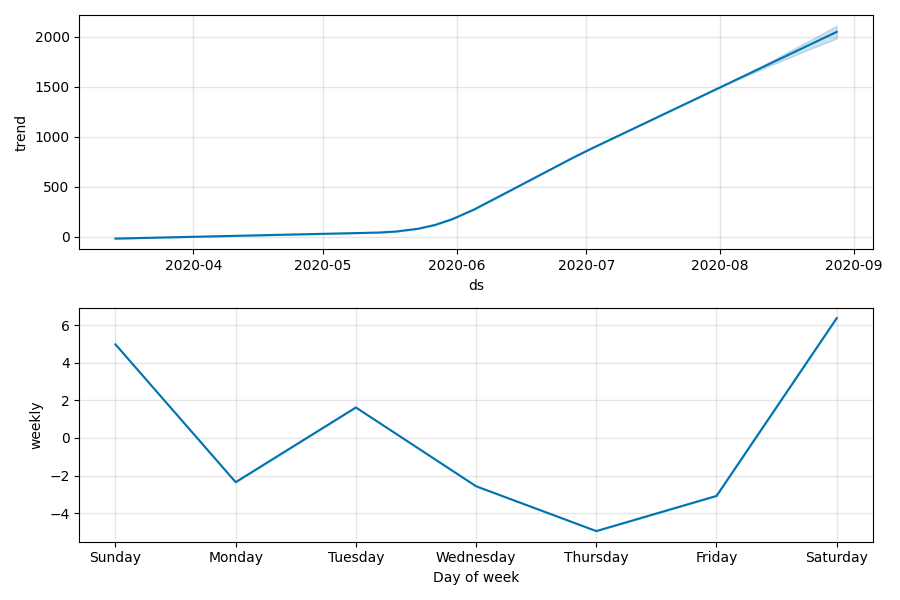 2000
1500
1000
500
0
trend
2020-04 2020-05 2020-06 2020-07 2020-08 2020-09
ds
6
4
2
0
−2
−4
weekly
Sunday Monday Tuesday Wednesday Thursday Friday Saturday
Day of week